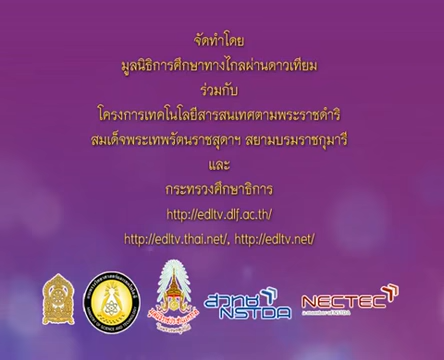 จัดทำโดย
มูลนิธิการศึกษาทางไกลผ่านดาวเทียม
ร่วมกับ
โครงการเทคโนโลยีสารสนเทศตามพระราชดำริ
สมเด็จพระเทพรัตนราชสุดาฯ สยามบรมราชกุมารี
และ
กระทรวงศึกษาธิการ
http://edltv.dlf.ac.th/
http://edltv.thai.net/, http://edltv.net/
สวทช
NSTDA
NECTEC